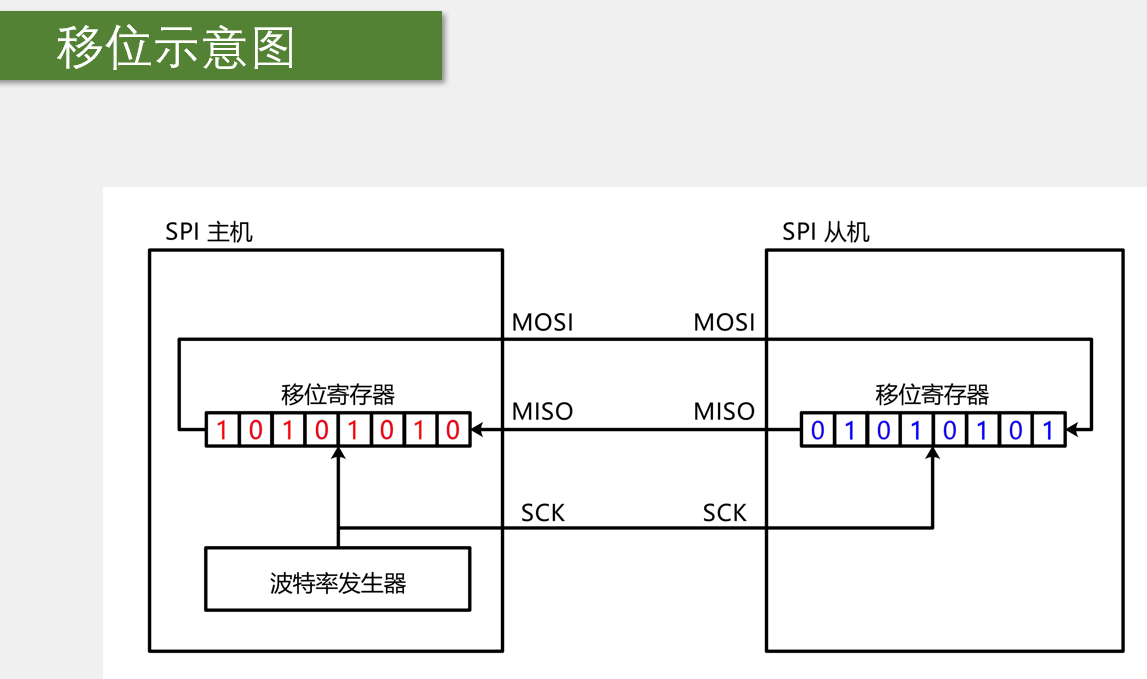 移位示意图
SPI 主机
SPI 从机
MOSI
MOSI
移位寄存器
移位寄存器
MISO
MISO
1 0 1 0 1 0 1 0
0 1 0 1 0 1 0 1
SCK
SCK
波特率发生器